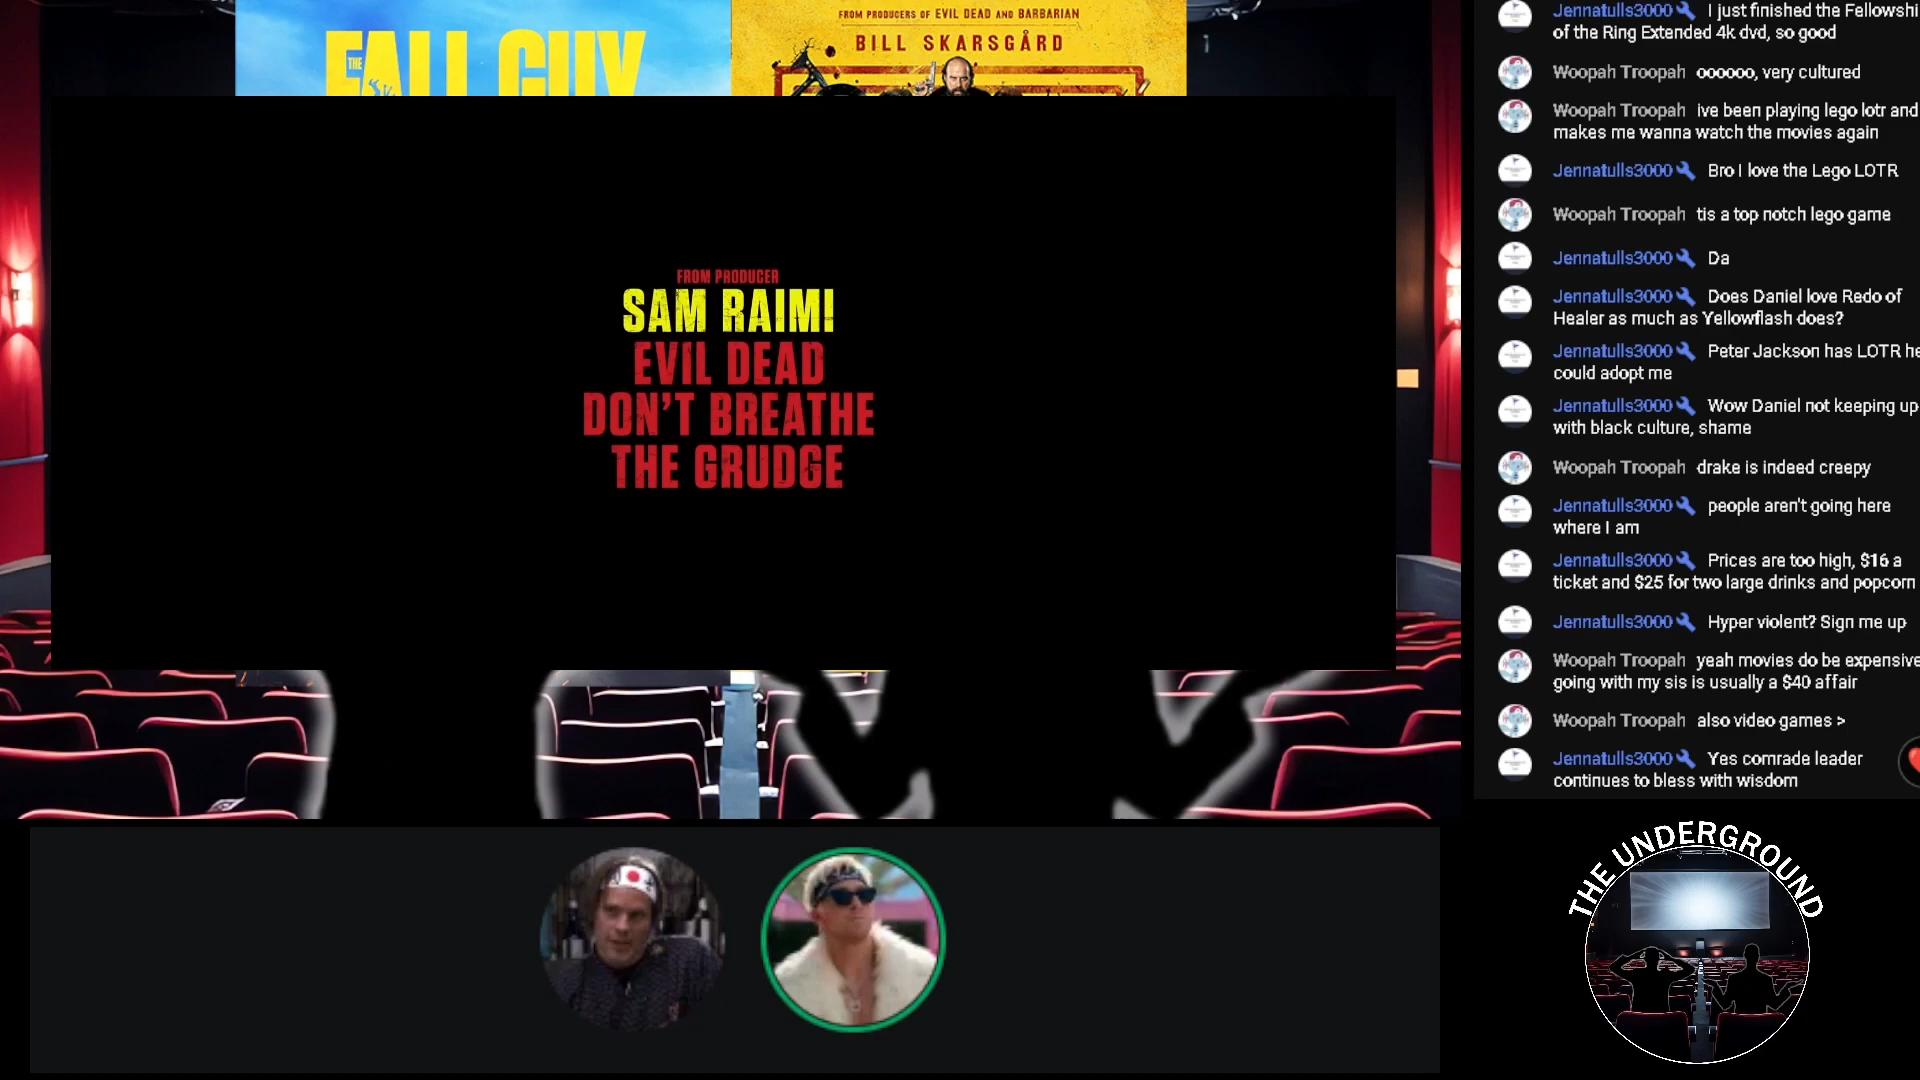 THE
FALL GUY
FROM PRODUCERS OF EVIL DEAD AND BARBARIAN
BILL SKARSGÅRD
FROM PRODUCER
SAM RAIMI
EVIL DEAD
DON'T BREATHE
THE GRUDGE
Jennatulls3000 I just finished the Fellowshi
of the Ring Extended 4k dvd, so good
Woopah Troopah oooooo, very cultured
Woopah Troopah ive been playing lego lotr and
makes me wanna watch the movies again
Jennatulls3000 Bro I love the Lego LOTR
Woopah Troopah tis a top notch lego game
Jennatulls3000 Da
Jennatulls3000 Does Daniel love Redo of
Healer as much as Yellowflash does?
Jennatulls3000 Peter Jackson has LOTR he
could adopt me
Jennatulls3000 Wow Daniel not keeping up
with black culture, shame
Woopah Troopah drake is indeed creepy
Jennatulls3000 people aren't going here
where I am
Jennatulls3000 Prices are too high, $16 a
ticket and $25 for two large drinks and popcorn
Jennatulls3000 Hyper violent? Sign me up
Woopah Troopah yeah movies do be expensive
going with my sis is usually a $40 affair
Woopah Troopah also video games >
Jennatulls3000 Yes comrade leader
continues to bless with wisdom
THE UNDERGROUND